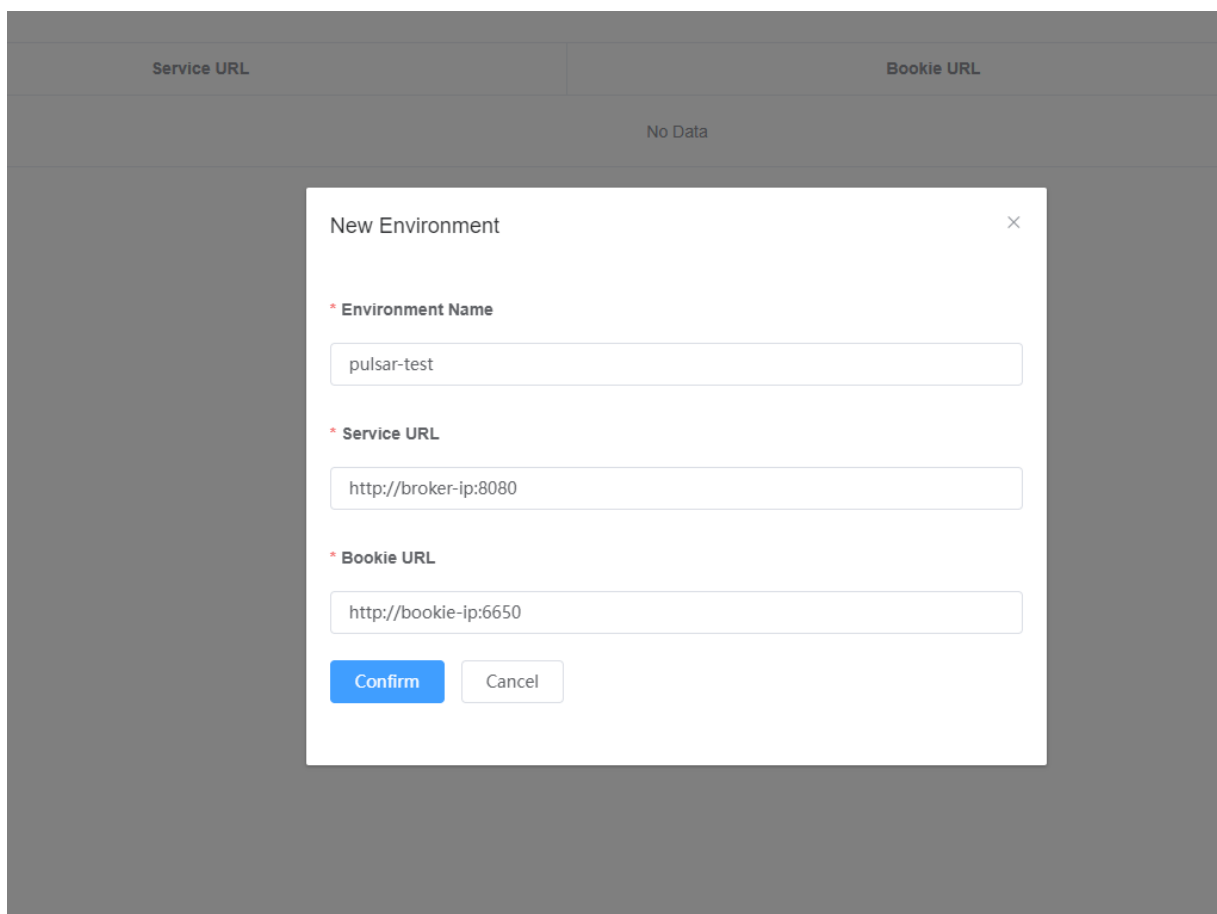 Service URL Bookie URL
No Data
New Environment
* Environment Name
pulsar-test
* Service URL
http://broker-ip:8080
* Bookie URL
http://bookie-ip:6650
Confirm Cancel